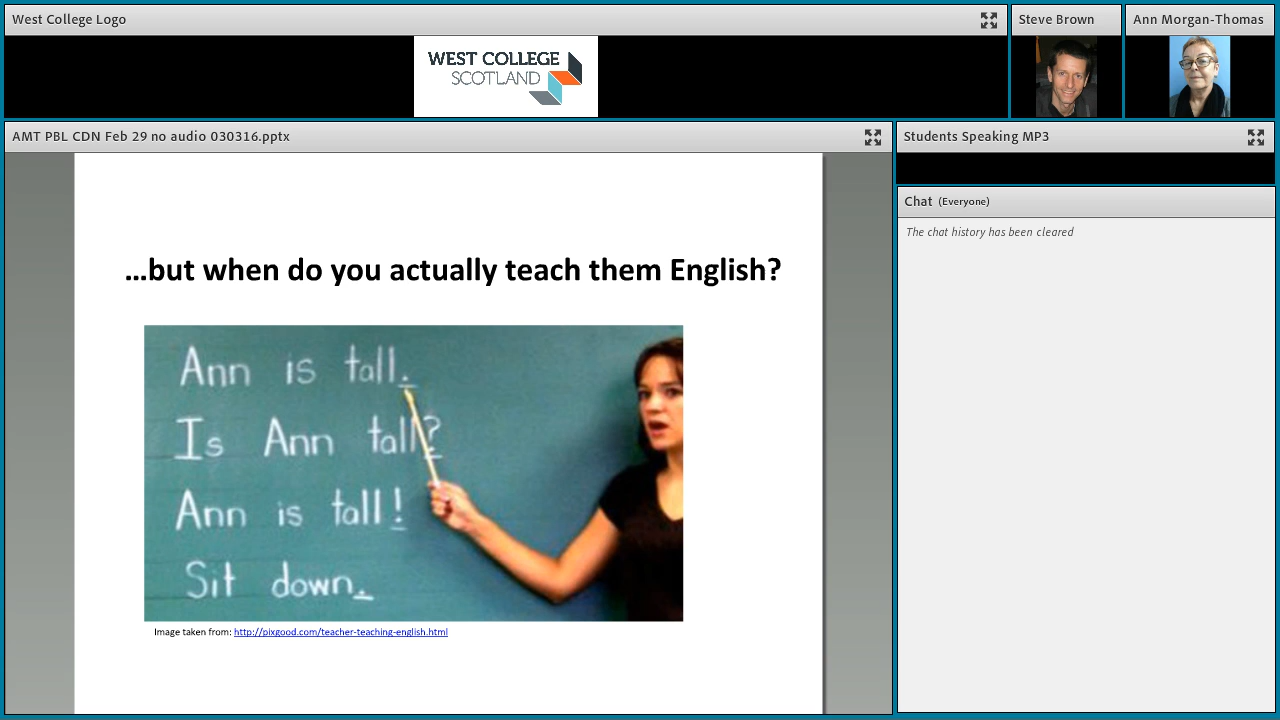 West College Logo
Steve Brown
Ann Morgan-Thomas
WEST COLLEGE
SCOTLAND
AMT PBL CDN Feb 29 no audio 030316.pptx
Students Speaking MP3
Chat (Everyone)
The chat history has been cleared
...but when do you actually teach them English?
Ann is tall.
Is Ann tall?
Ann is tall!
Sit down.
Image taken from: http://pixgood.com/teacher-teaching-english.html